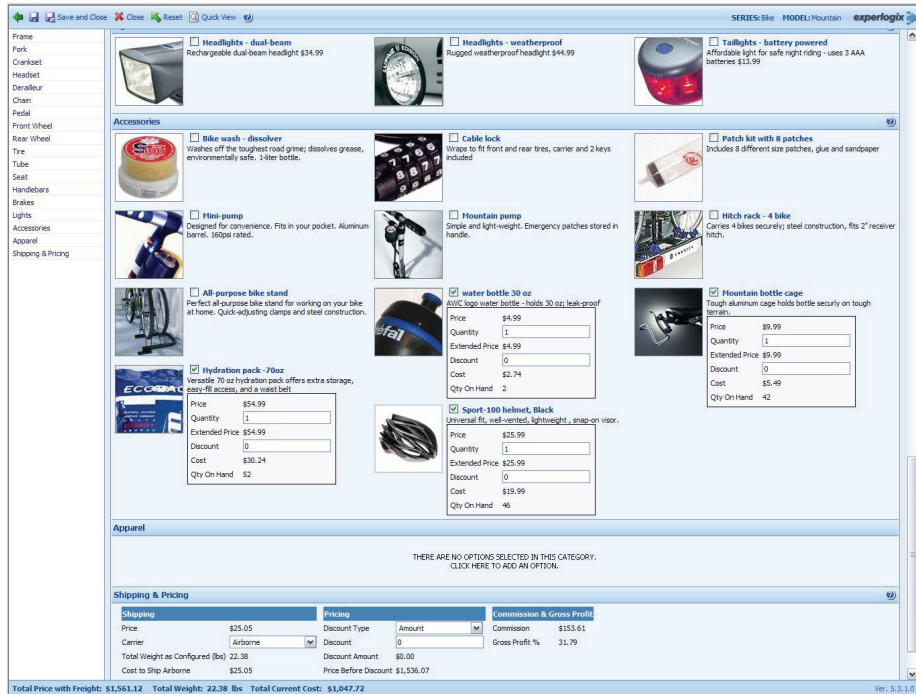 Save and Close Close Reset Quick View SERIES: Bike MODEL: Mountain experlogix
Frame
Fork
Crankset
Headset
Derailleur
Chain
Pedal
Front Wheel
Rear Wheel
Tire
Tube
Seat
Handlebars
Brakes
Lights
Accessories
Apparel
Shipping & Pricing
Headlights - dual-beam
Rechargeable dual-beam headlight $34.99
Headlights - weatherproof
Rugged weatherproof headlight $44.99
Taillights - battery powered
Affordable light for safe night riding - uses 3 AAA
batteries $13.99
Accessories
Bike wash - dissolver
Washes off the toughest road grime; dissolves grease,
environmentally safe. 1-liter bottle.
Cable lock
Wraps to fit front and rear tires, carrier and 2 keys
included
Patch kit with 8 patches
Includes 8 different size patches, glue and sandpaper
Mini-pump
Designed for convenience. Fits in your pocket. Aluminum
barrel. 160psi rated.
Mountain pump
Simple and light-weight. Emergency patches stored in
handle.
Hitch rack - 4 bike
Carries 4 bikes securely; steel construction, fits 2" receiver
hitch.
All-purpose bike stand
Perfect all-purpose bike stand for working on your bike
at home. Quick-adjusting clamps and steel construction.
water bottle 30 oz
AWC logo water bottle - holds 30 oz; leak-proof
Price $4.99
Quantity 1
Extended Price $4.99
Discount 0
Cost $2.74
Qty On Hand 2
Mountain bottle cage
Tough aluminum cage holds bottle securly on tough
terrain.
Price $9.99
Quantity 1
Extended Price $9.99
Discount 0
Cost $5.49
Qty On Hand 42
Hydration pack -70oz
Versatile 70 oz hydration pack offers extra storage,
easy-fill access, and a waist belt
Price $54.99
Quantity 1
Extended Price $54.99
Discount 0
Cost $30.24
Qty On Hand 52
Sport-100 helmet, Black
Universal fit, well-vented, lightweight , snap-on visor.
Price $25.99
Quantity 1
Extended Price $25.99
Discount 0
Cost $19.99
Qty On Hand 46
Apparel
THERE ARE NO OPTIONS SELECTED IN THIS CATEGORY.
CLICK HERE TO ADD AN OPTION.
Shipping & Pricing
Shipping Pricing Commission & Gross Profit
Price $25.05 Discount Type Amount Commission $153.61
Carrier Airborne Discount 0 Gross Profit % 31.79
Total Weight as Configured (lbs) 22.38 Discount Amount $0.00
Cost to Ship Airborne $25.05 Price Before Discount $1,536.07
Total Price with Freight: $1,561.12 Total Weight: 22.38 lbs Total Current Cost: $1,047.72 Ver. 5.3.1.0